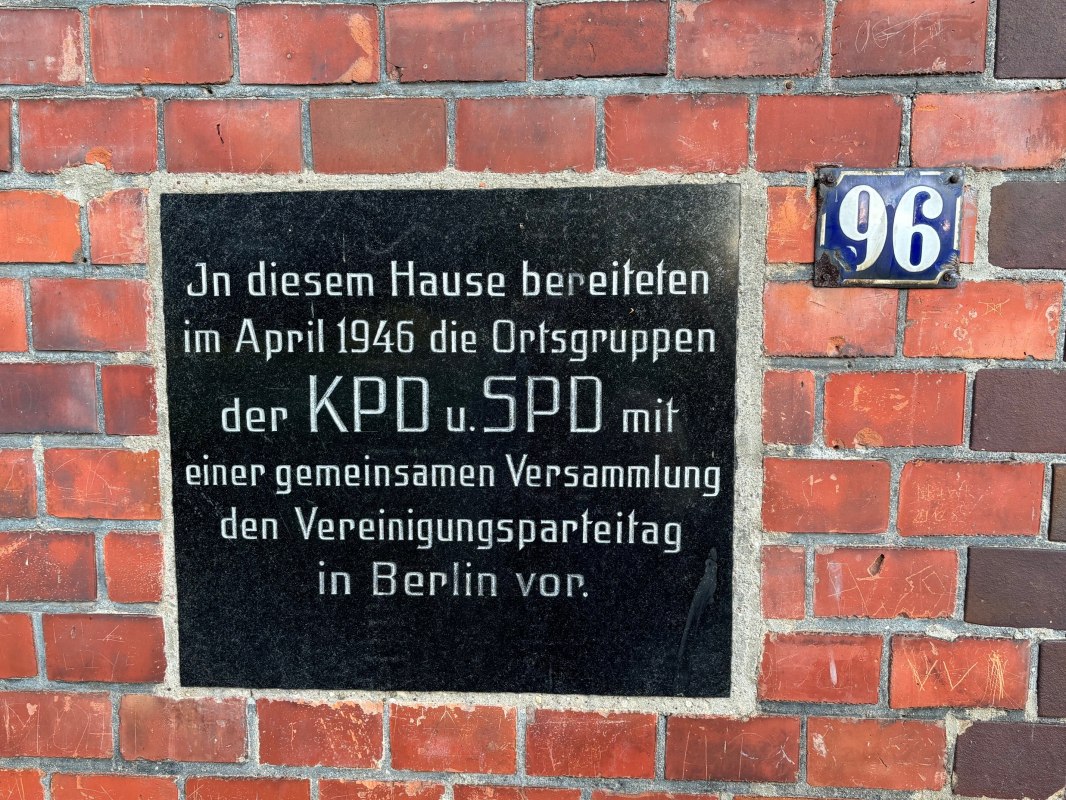 Jn diesem Hause bereiteten
im April 1946 die Ortsgruppen
der KPD u. SPD mit
einer gemeinsamen Versammlung
den Vereinigungsparteitag
in Berlin vor.
96